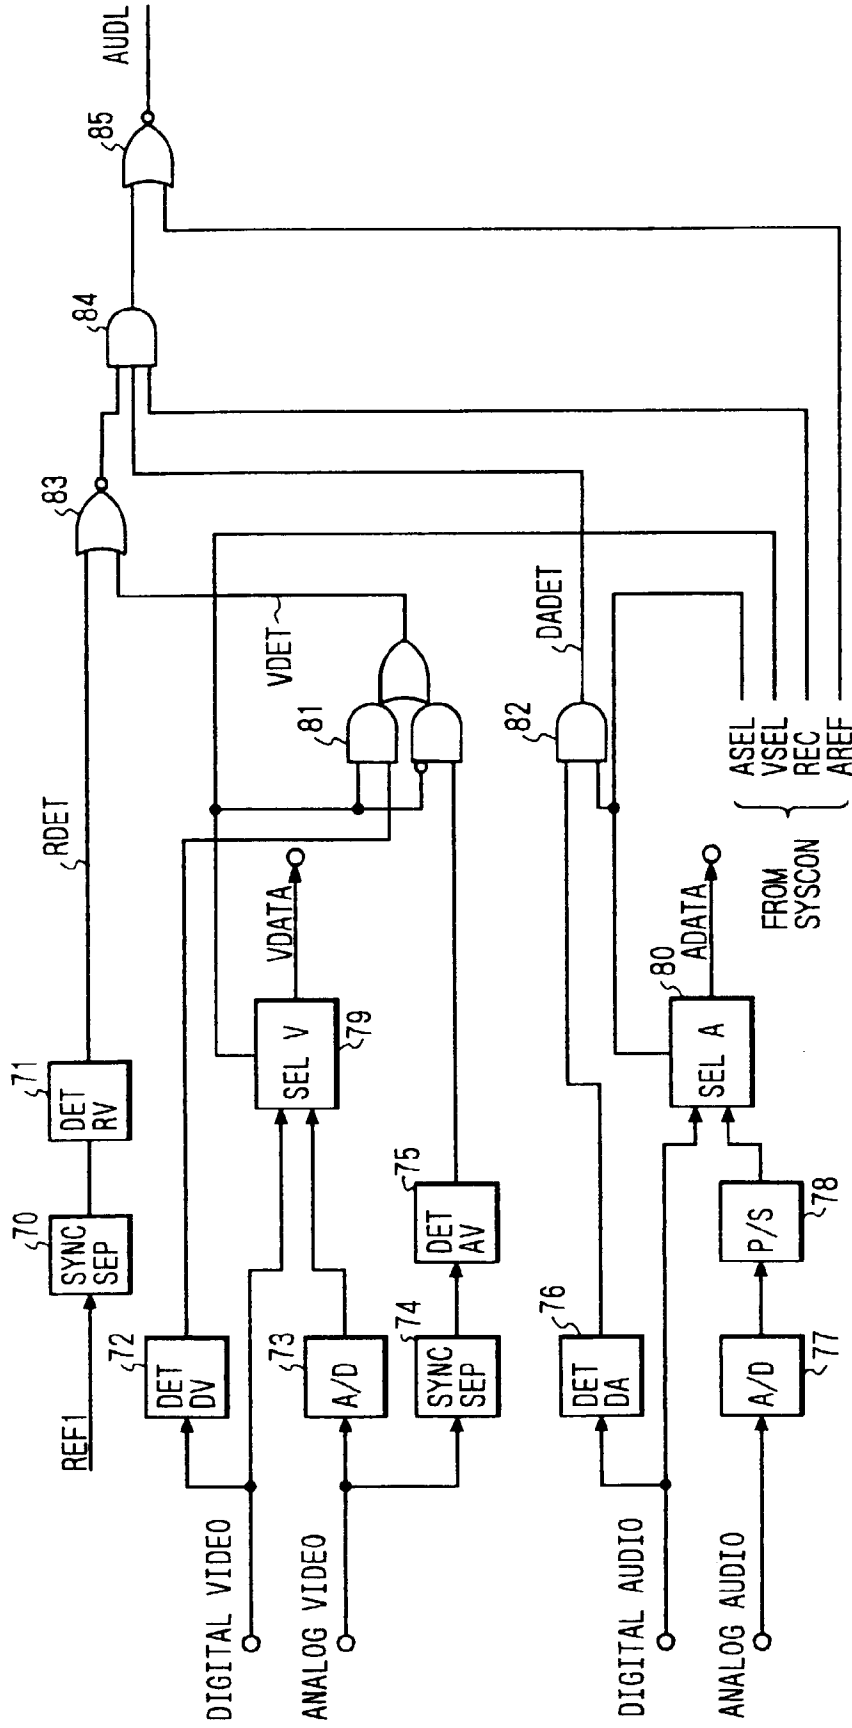 REF1
70
SYNC
SEP
71
DET
RV
RDET
83
84
85
AUDL
DIGITAL VIDEO
72
DET
DV
ANALOG VIDEO
73
A/D
74
SYNC
SEP
75
DET
AV
SEL V
79
VDATA
81
VDET
DIGITAL AUDIO
76
DET
DA
ANALOG AUDIO
A/D
77
P/S
78
SEL A
80
ADATA
82
DADET
FROM
SYSCON
ASEL
VSEL
REC
AREF